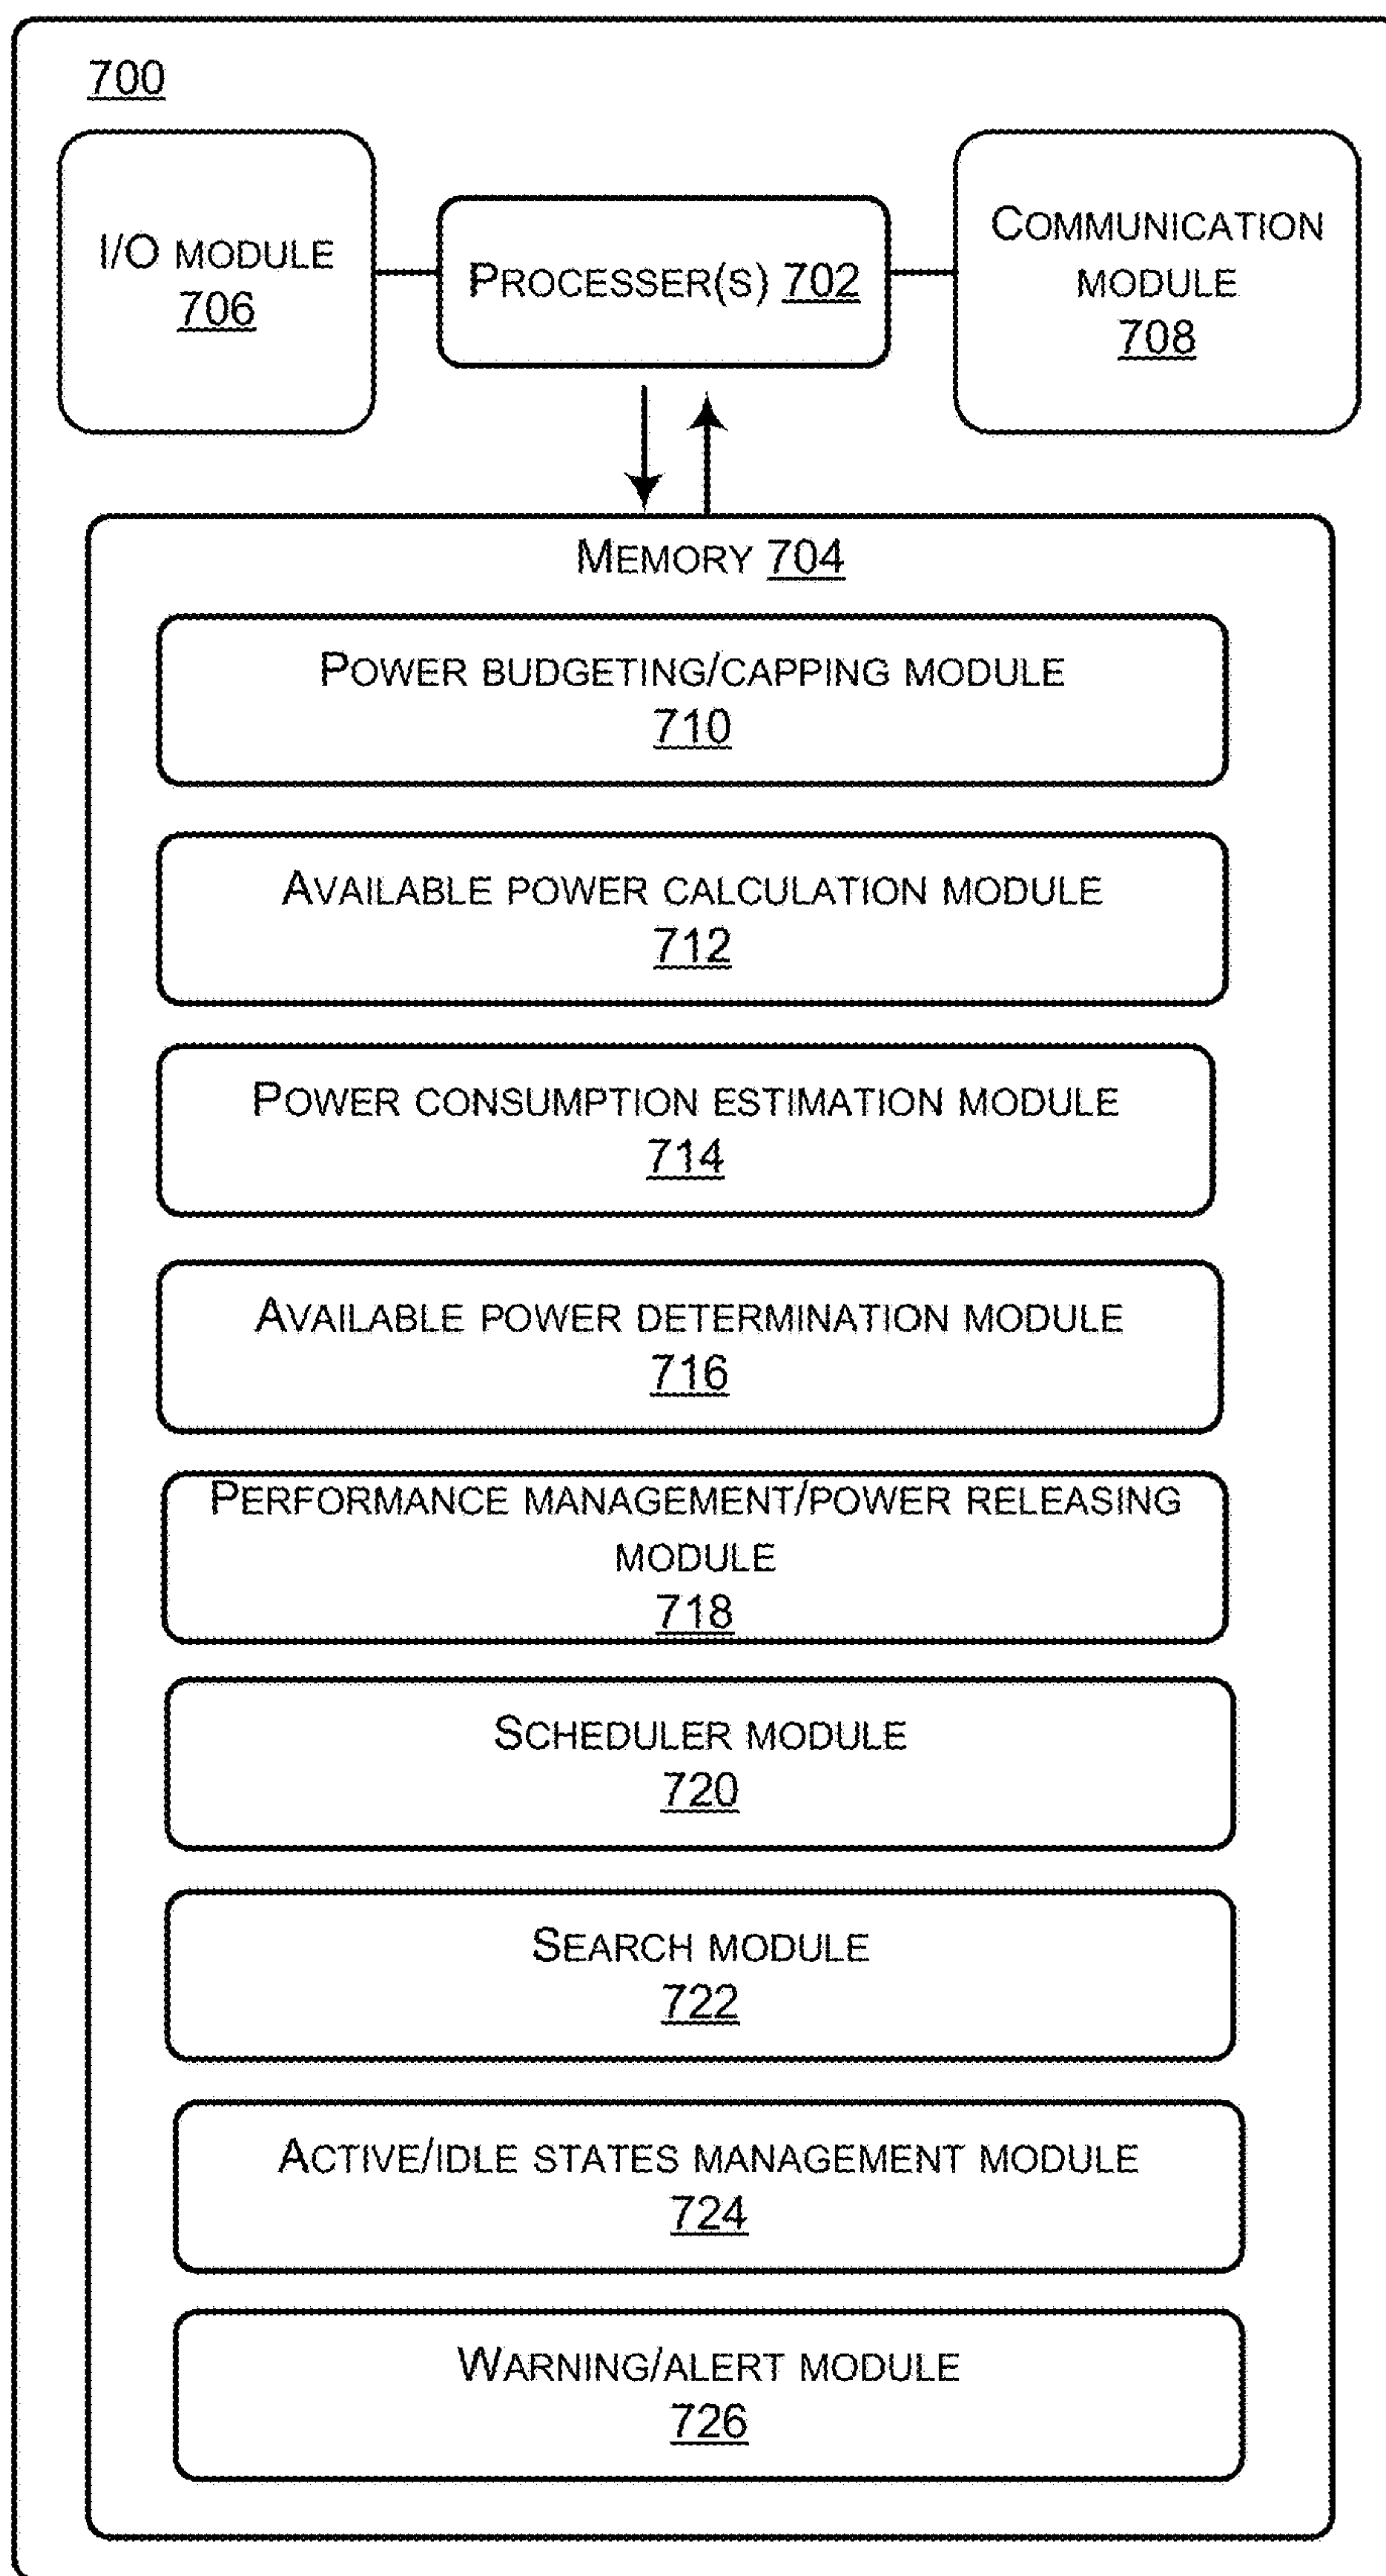 700
I/O MODULE
706
PROCESSER(S) 702
COMMUNICATION
MODULE
708
MEMORY 704
POWER BUDGETING/CAPPING MODULE
710
AVAILABLE POWER CALCULATION MODULE
712
POWER CONSUMPTION ESTIMATION MODULE
714
AVAILABLE POWER DETERMINATION MODULE
716
PERFORMANCE MANAGEMENT/POWER RELEASING
MODULE
718
SCHEDULER MODULE
720
SEARCH MODULE
722
ACTIVE/IDLE STATES MANAGEMENT MODULE
724
WARNING/ALERT MODULE
726